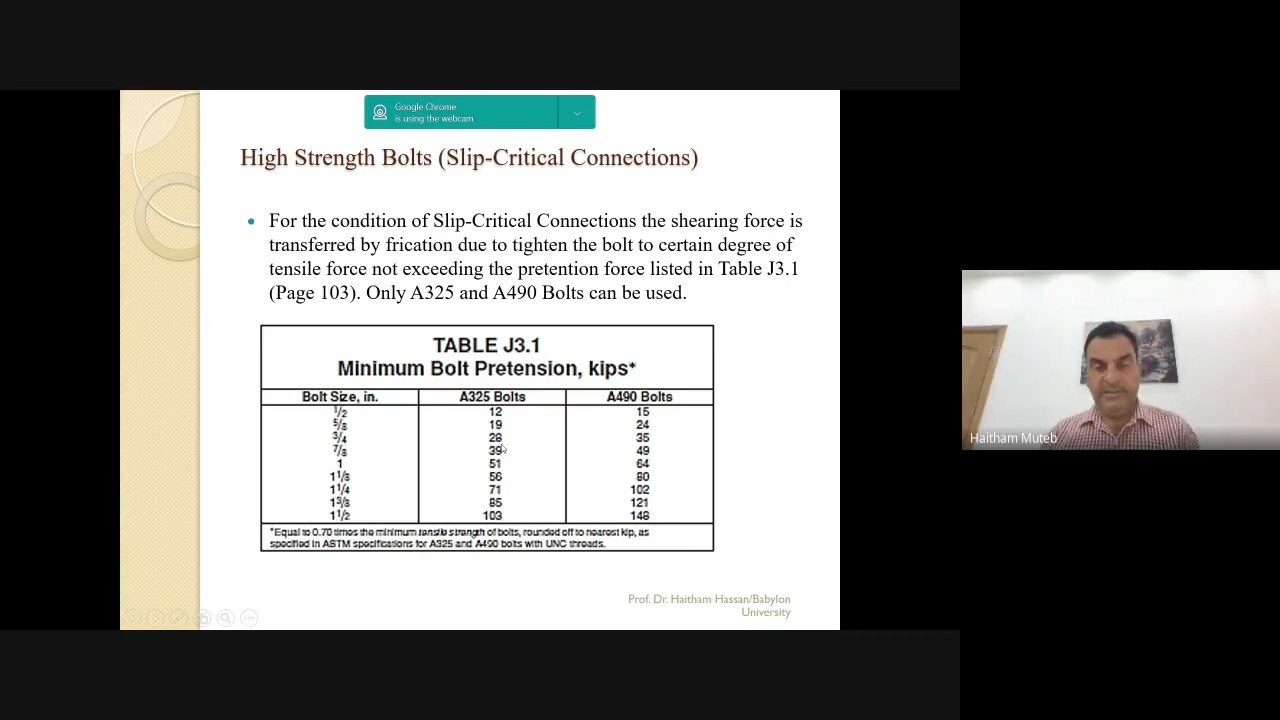 Google Chrome
is using the webcam
High Strength Bolts (Slip-Critical Connections)
• For the condition of Slip-Critical Connections the shearing force is
transferred by frication due to tighten the bolt to certain degree of
tensile force not exceeding the pretention force listed in Table J3.1
(Page 103). Only A325 and A490 Bolts can be used.
TABLE J3.1
Minimum Bolt Pretension, kips*
Bolt Size, in. A325 Bolts A490 Bolts
1/2 12 15
5/8 19 24
3/4 28 35
7/8 39 49
1 51 64
1 1/8 56 80
1 1/4 71 102
1 3/8 85 121
1 1/2 103 148
*Equal to 0.70 times the minimum tensile strength of bolts, rounded off to nearest kip, as
specified in ASTM specifications for A325 and A490 bolts with UNC threads.
Prof. Dr. Haitham Hassan/Babylon
University
Haitham Muteb